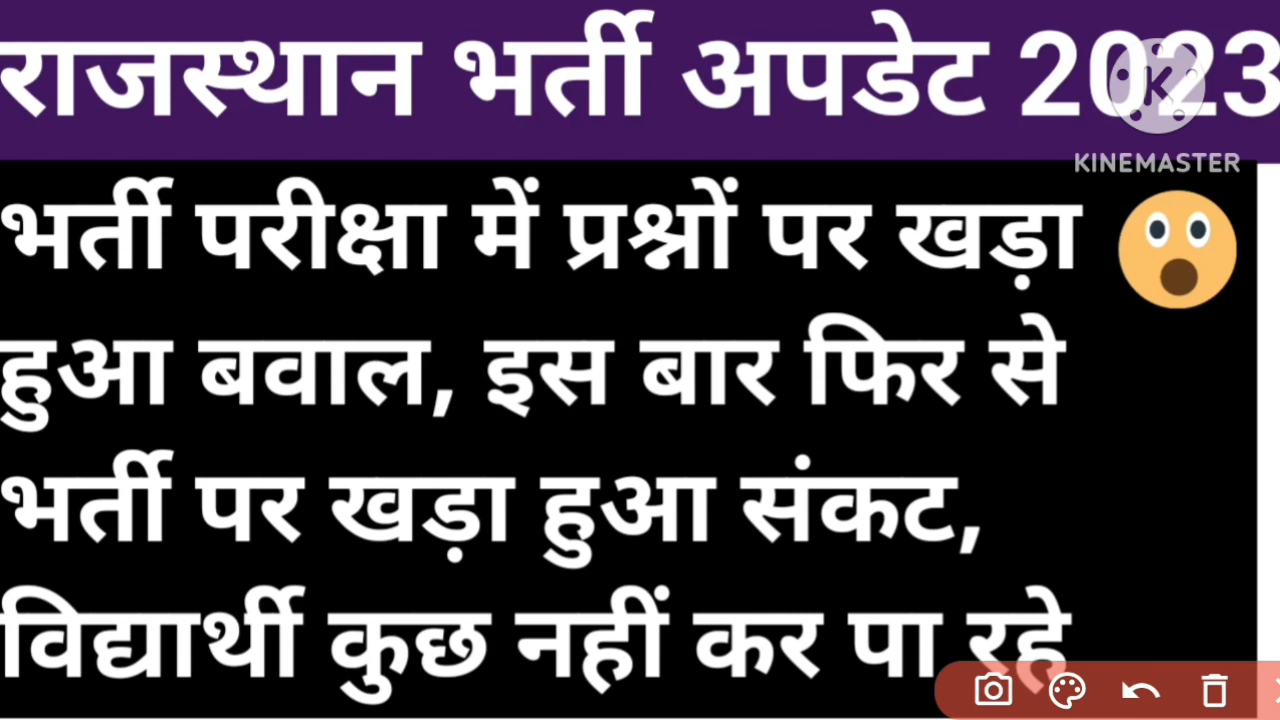 राजस्थान भर्ती अपडेट 2023
KINEMASTER
भर्ती परीक्षा में प्रश्नों पर खड़ा
हुआ बवाल, इस बार फिर से
भर्ती पर खड़ा हुआ संकट,
विद्यार्थी कुछ नहीं कर पा रहे